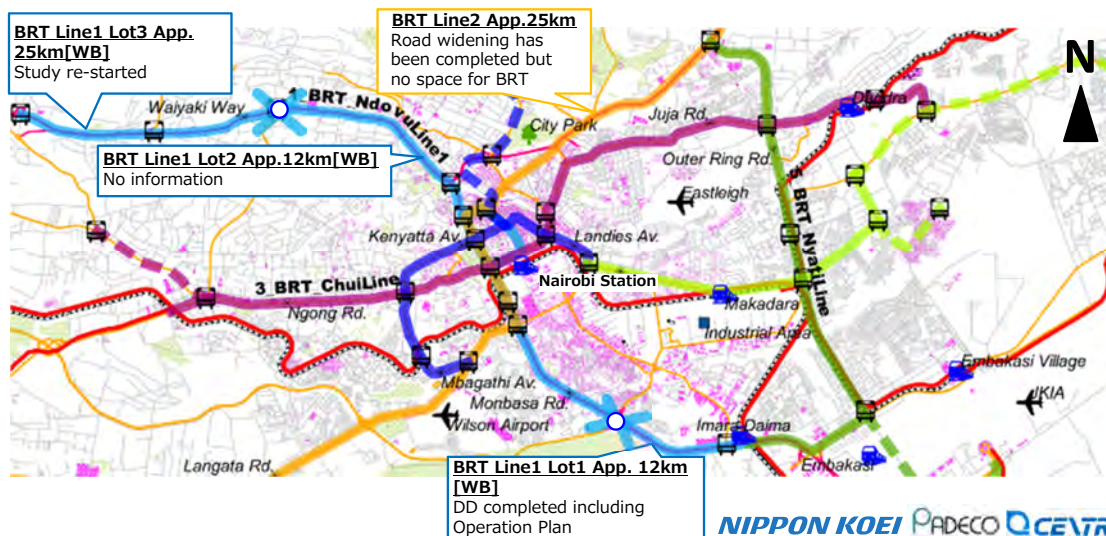 BRT Line1 Lot3 App.
25km[WB]
Study re-started
BRT Line2 App.25km
Road widening has
been completed but
no space for BRT
N
Waiyaki Way
1_BRT_NdovuLine1
City Park
Juja Rd.
Dandra
BRT Line1 Lot2 App.12km[WB]
No information
Outer Ring Rd.
Eastleigh
5_BRT_NyatiLine
Kenyatta Av.
Landies Av.
3_BRT_ChuiLine
Nairobi Station
Ngong Rd.
Makadara
Industrial Area
Embakasi Village
Mbagathi Av.
JKIA
Monbasa Rd.
Wilson Airport
Imara Daima
Langata Rd.
Embakasi
BRT Line1 Lot1 App. 12km
[WB]
DD completed including
Operation Plan
NIPPON KOEI PADECO